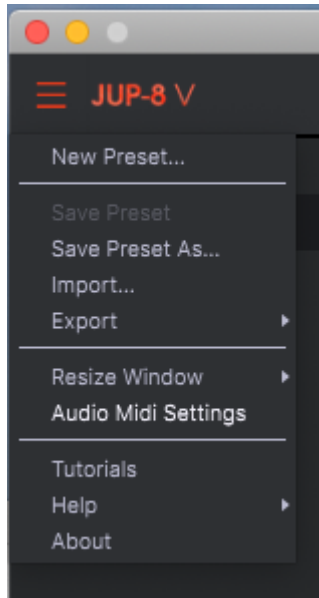 JUP-8 V
New Preset...
Save Preset
Save Preset As...
Import...
Export
Resize Window
Audio Midi Settings
Tutorials
Help
About